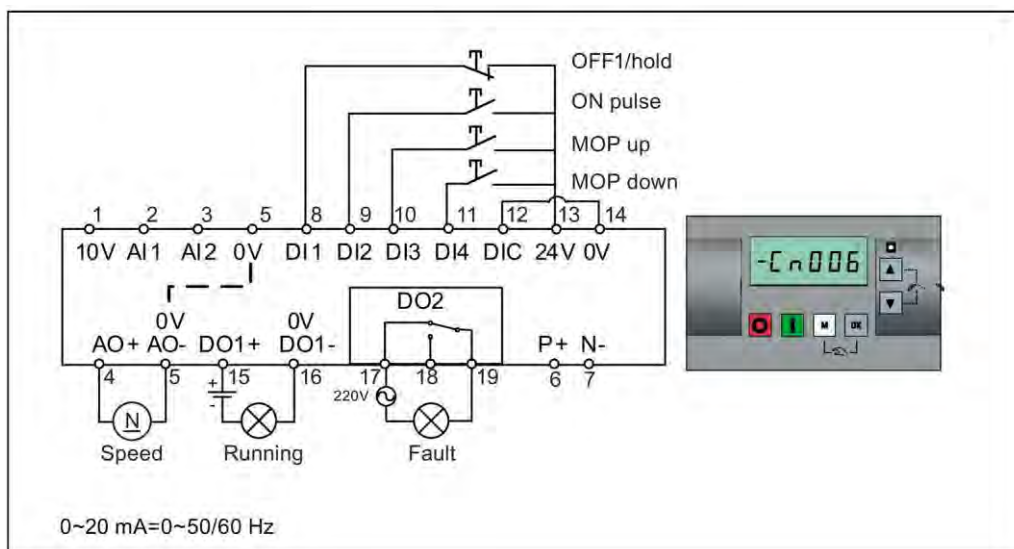 OFF1/hold
ON pulse
MOP up
MOP down
1 2 3 5 8 9 10 11 12 13 14
10V AI1 AI2 0V DI1 DI2 DI3 DI4 DIC 24V 0V
-Cn006
DO2
0V 0V
AO+ AO- DO1+ DO1- P+ N-
4 5 15 16 17 18 19 6 7
M OK
+
-
220V
N
Speed Running Fault
0~20 mA=0~50/60 Hz